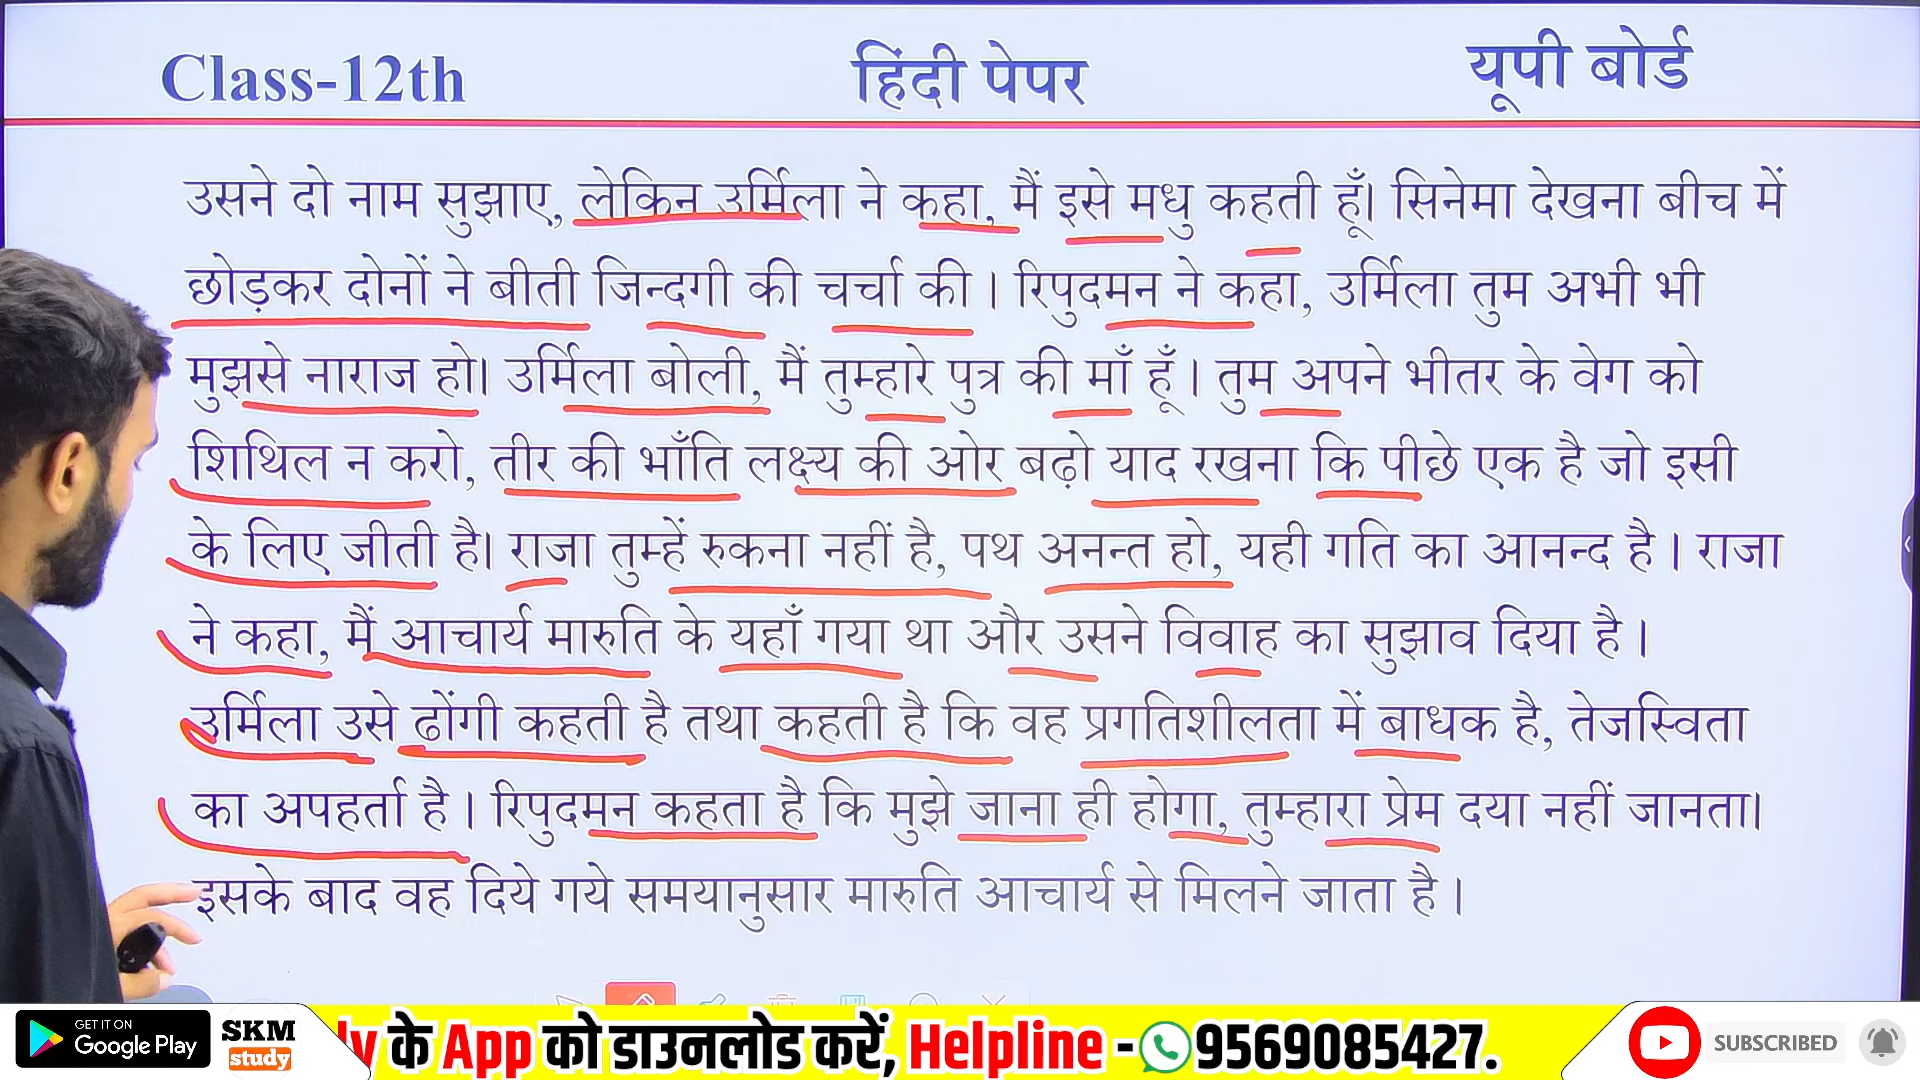 Class-12th हिंदी पेपर यूपी बोर्ड
उसने दो नाम सुझाए, लेकिन उर्मिला ने कहा, मैं इसे मधु कहती हूँ। सिनेमा देखना बीच में
छोड़कर दोनों ने बीती जिन्दगी की चर्चा की । रिपुदमन ने कहा, उर्मिला तुम अभी भी
मुझसे नाराज हो। उर्मिला बोली, मैं तुम्हारे पुत्र की माँ हूँ । तुम अपने भीतर के वेग को
शिथिल न करो, तीर की भाँति लक्ष्य की ओर बढ़ो याद रखना कि पीछे एक है जो इसी
के लिए जीती है। राजा तुम्हें रुकना नहीं है, पथ अनन्त हो, यही गति का आनन्द है । राजा
ने कहा, मैं आचार्य मारुति के यहाँ गया था और उसने विवाह का सुझाव दिया है ।
उर्मिला उसे ढोंगी कहती है तथा कहती है कि वह प्रगतिशीलता में बाधक है, तेजस्विता
का अपहर्ता है । रिपुदमन कहता है कि मुझे जाना ही होगा, तुम्हारा प्रेम दया नहीं जानता।
इसके बाद वह दिये गये समयानुसार मारुति आचार्य से मिलने जाता है ।
GET IT ON
Google Play
SKM
study
ly के App को डाउनलोड करें, Helpline - 9569085427.
SUBSCRIBED